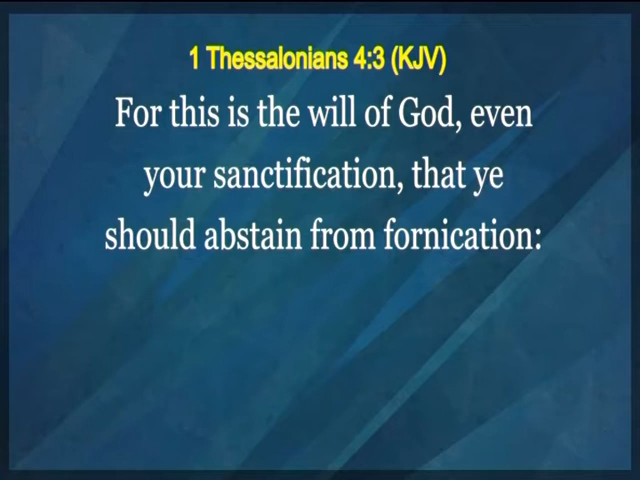 1 Thessalonians 4:3 (KJV)
For this is the will of God, even
your sanctification, that ye
should abstain from fornication: